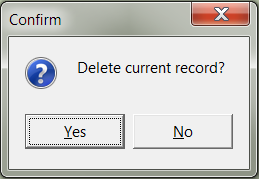 Confirm
Delete current record?
Yes
No